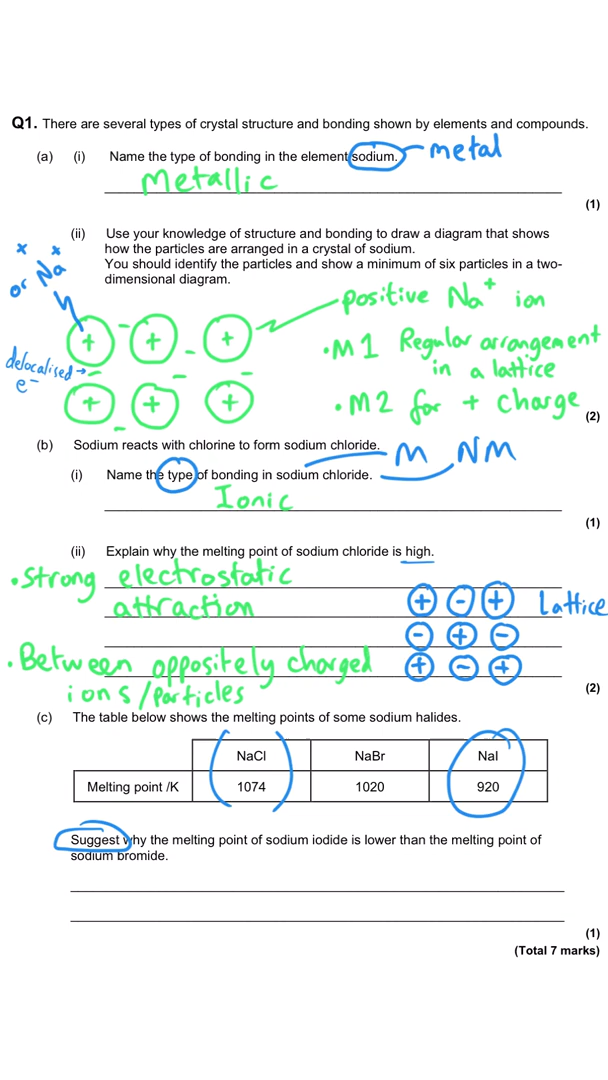 Q1. There are several types of crystal structure and bonding shown by elements and compounds.
(a) (i) Name the type of bonding in the element sodium. metal
Metallic
(1)
(ii) Use your knowledge of structure and bonding to draw a diagram that shows
how the particles are arranged in a crystal of sodium.
You should identify the particles and show a minimum of six particles in a two-
dimensional diagram.
x x
or Na
positive Na+ ion
+ - + - +
delocalised → -
e-
- -
+ + +
-
•M1 Regular arrangement
in a lattice
•M2 for + charge
(2)
(b) Sodium reacts with chlorine to form sodium chloride. M NM
(i) Name the type of bonding in sodium chloride.
Ionic
(1)
(ii) Explain why the melting point of sodium chloride is high.
•Strong electrostatic
attraction
+ - + Lattice
- + -
+ - +
•Between oppositely charged
ions/Particles
(2)
(c) The table below shows the melting points of some sodium halides.
NaCl NaBr NaI
Melting point /K 1074 1020 920
Suggest why the melting point of sodium iodide is lower than the melting point of
sodium bromide.
(1)
(Total 7 marks)